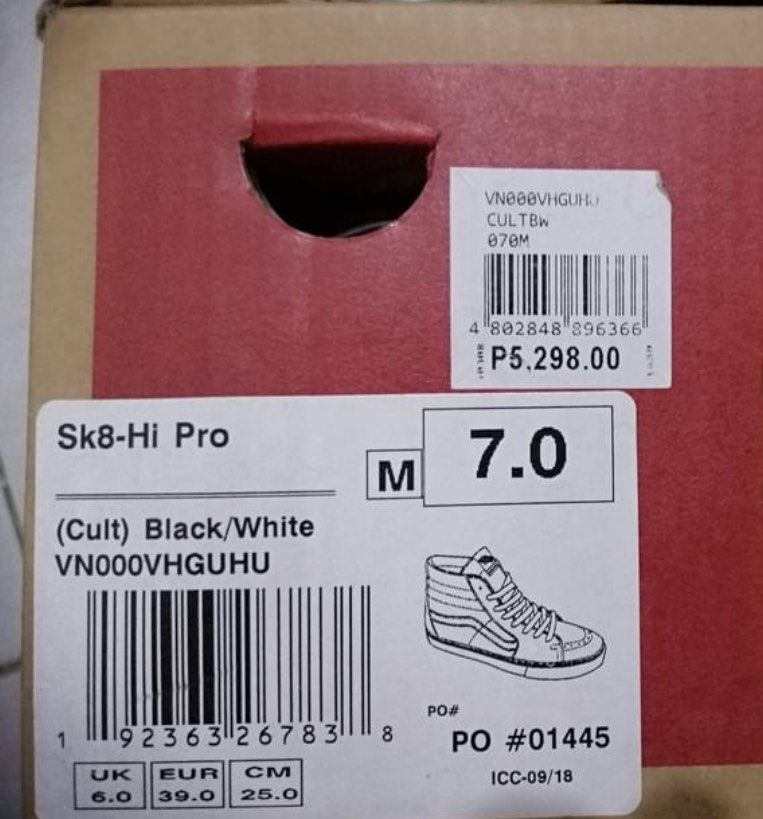 VN000VHGUHU
CULTBW
070M
4 802848 896366
P5,298.00
Sk8-Hi Pro
M 7.0
(Cult) Black/White
VN000VHGUHU
1 92363 26783 8
PO#
PO #01445
ICC-09/18
UK EUR CM
6.0 39.0 25.0